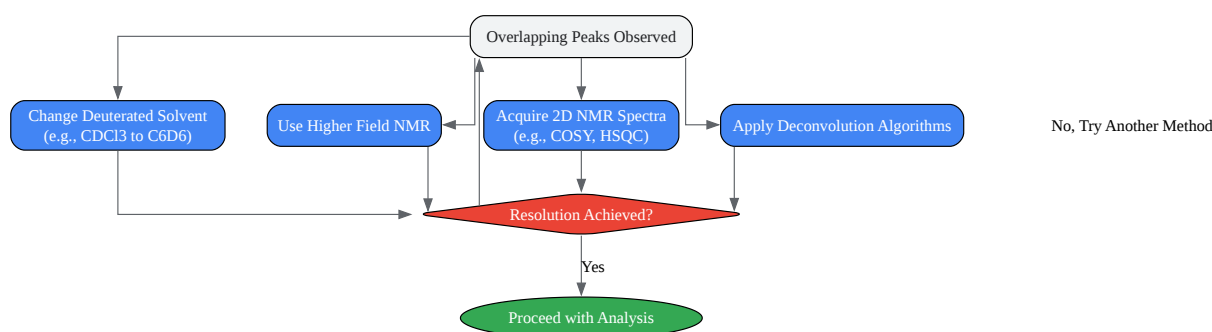 Overlapping Peaks Observed
Change Deuterated Solvent
(e.g., CDCl3 to C6D6)
Use Higher Field NMR
Acquire 2D NMR Spectra
(e.g., COSY, HSQC)
Apply Deconvolution Algorithms
No, Try Another Method
Resolution Achieved?
Yes
Proceed with Analysis